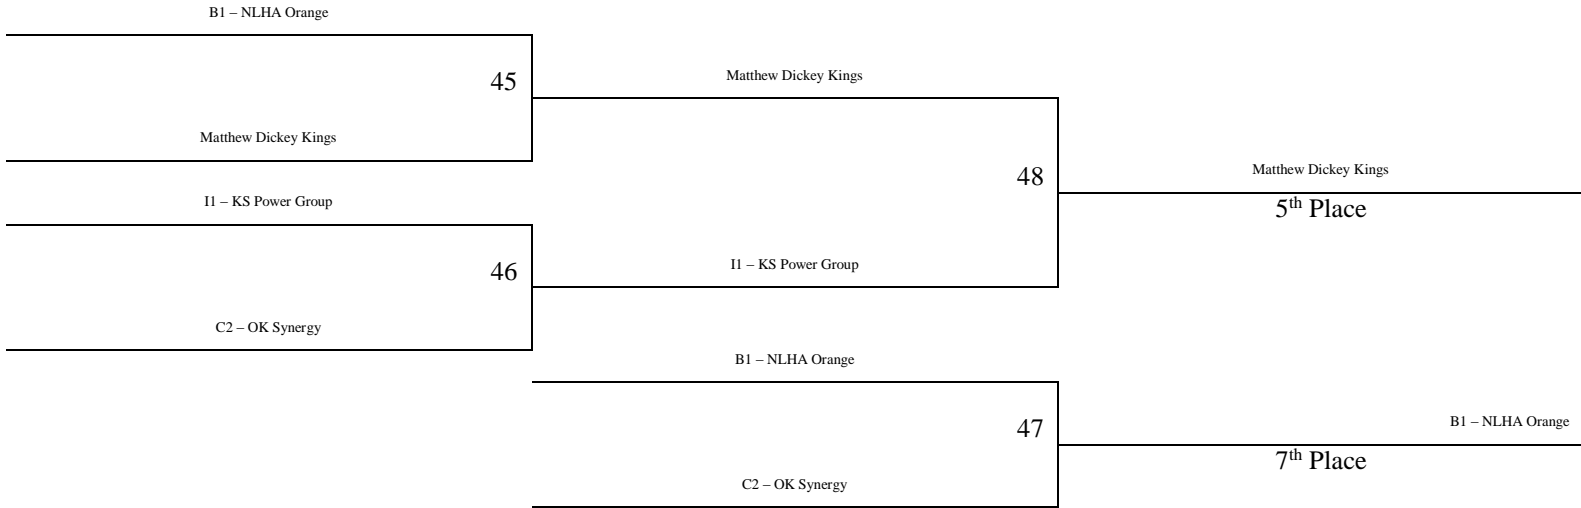 B1 – NLHA Orange
45
Matthew Dickey Kings
Matthew Dickey Kings
I1 – KS Power Group
46
C2 – OK Synergy
48
I1 – KS Power Group
Matthew Dickey Kings
5th Place
B1 – NLHA Orange
47
C2 – OK Synergy
B1 – NLHA Orange
7th Place